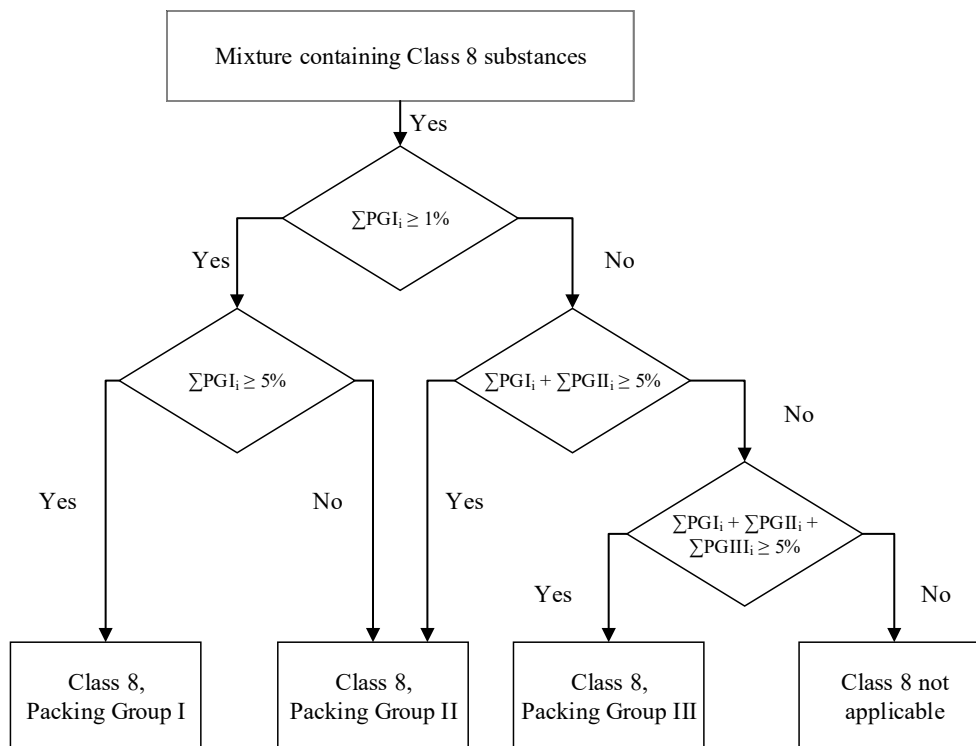 Mixture containing Class 8 substances
Yes
∑PGIᵢ ≥ 1%
Yes
No
∑PGIᵢ ≥ 5%
∑PGIᵢ + ∑PGIIᵢ ≥ 5%
No
Yes
No
Yes
∑PGIᵢ + ∑PGIIᵢ +
∑PGIIIᵢ ≥ 5%
Yes
No
Class 8,
Packing Group I
Class 8,
Packing Group II
Class 8,
Packing Group III
Class 8 not
applicable